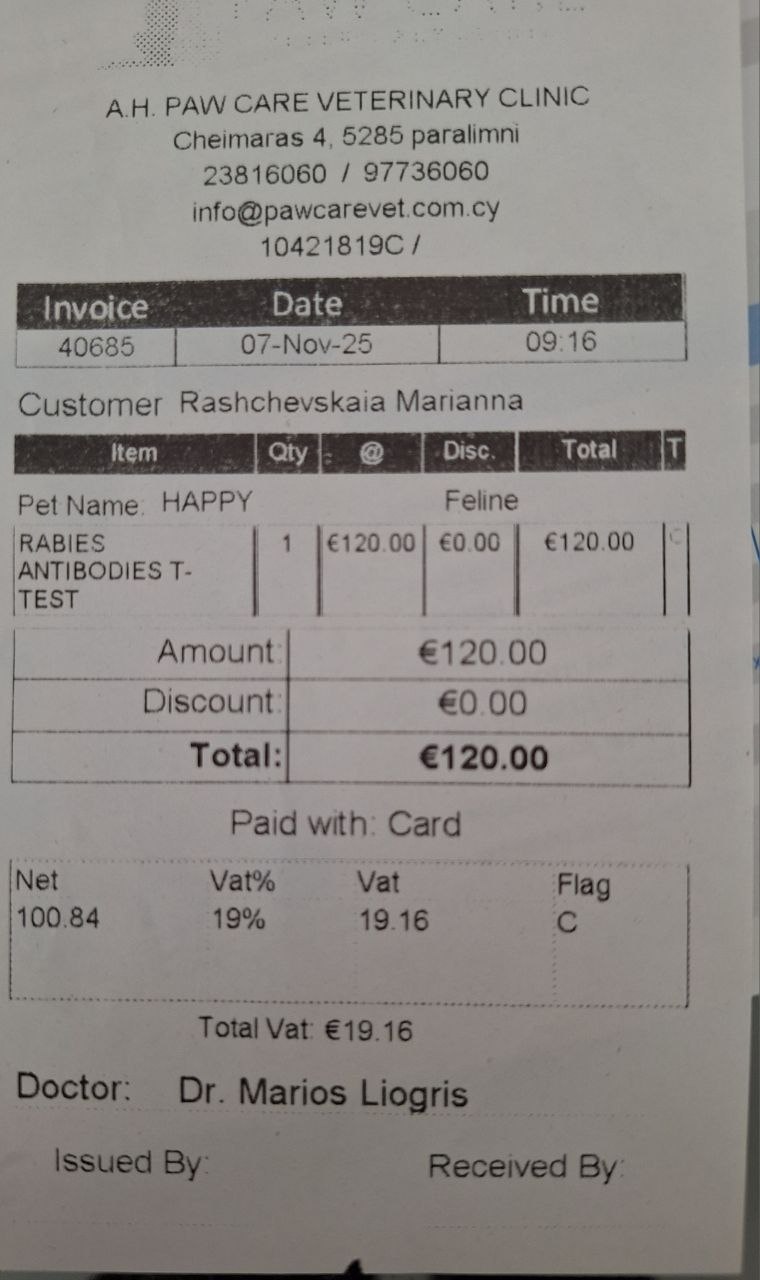 A.H. PAW CARE VETERINARY CLINIC
Cheimaras 4, 5285 paralimni
23816060 / 97736060
info@pawcarevet.com.cy
10421819C /
Invoice Date Time
40685 07-Nov-25 09:16
Customer Rashchevskaia Marianna
Item Qty @ Disc. Total T
Pet Name: HAPPY Feline
RABIES 1 €120.00 €0.00 €120.00 C
ANTIBODIES T-
TEST
Amount: €120.00
Discount: €0.00
Total: €120.00
Paid with: Card
Net Vat% Vat Flag
100.84 19% 19.16 C
Total Vat: €19.16
Doctor: Dr. Marios Liogris
Issued By: Received By: